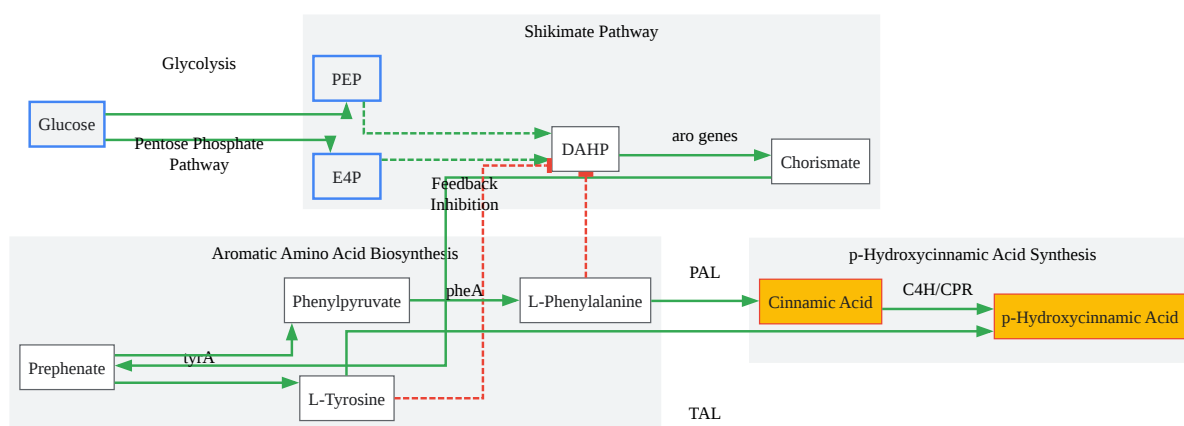 Shikimate Pathway
Glycolysis
PEP
Glucose
Pentose Phosphate
Pathway
E4P
DAHP
aro genes
Chorismate
Feedback
Inhibition
Aromatic Amino Acid Biosynthesis
Phenylpyruvate
pheA
L-Phenylalanine
Prephenate
tyrA
L-Tyrosine
PAL
TAL
p-Hydroxycinnamic Acid Synthesis
Cinnamic Acid
C4H/CPR
p-Hydroxycinnamic Acid